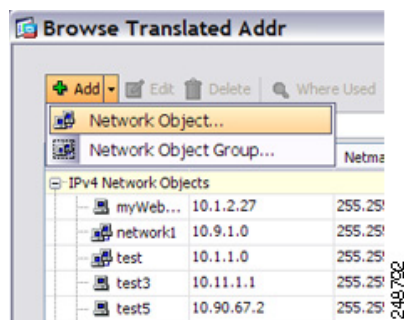 Browse Translated Addr
Add Edit Delete Where Used
Network Object...
Network Object Group...
Netma
IPv4 Network Objects
myWeb... 10.1.2.27 255.25
network1 10.9.1.0 255.25
test 10.1.1.0 255.25
test3 10.11.1.1 255.25
test5 10.90.67.2 255.25
248792